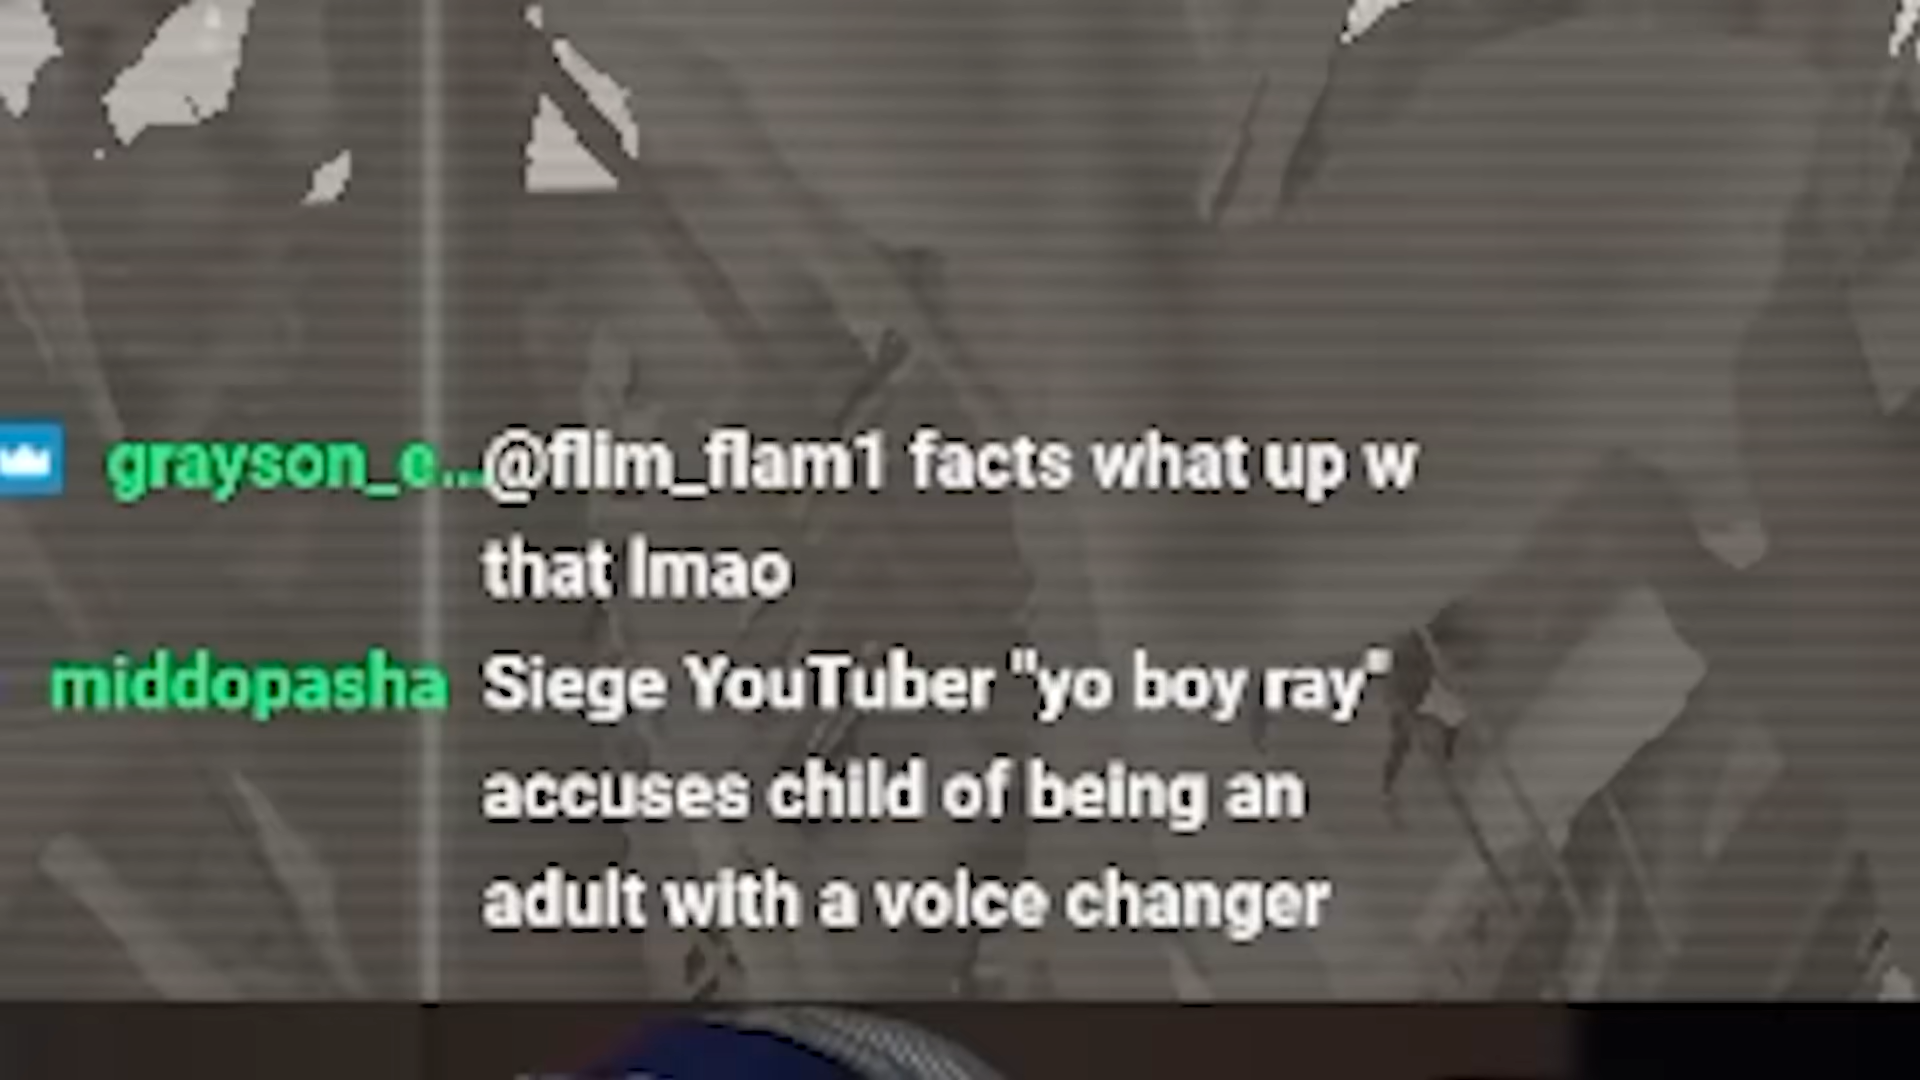 grayson_e... @flim_flam1 facts what up w
that lmao
middopasha Siege YouTuber "yo boy ray"
accuses child of being an
adult with a voice changer